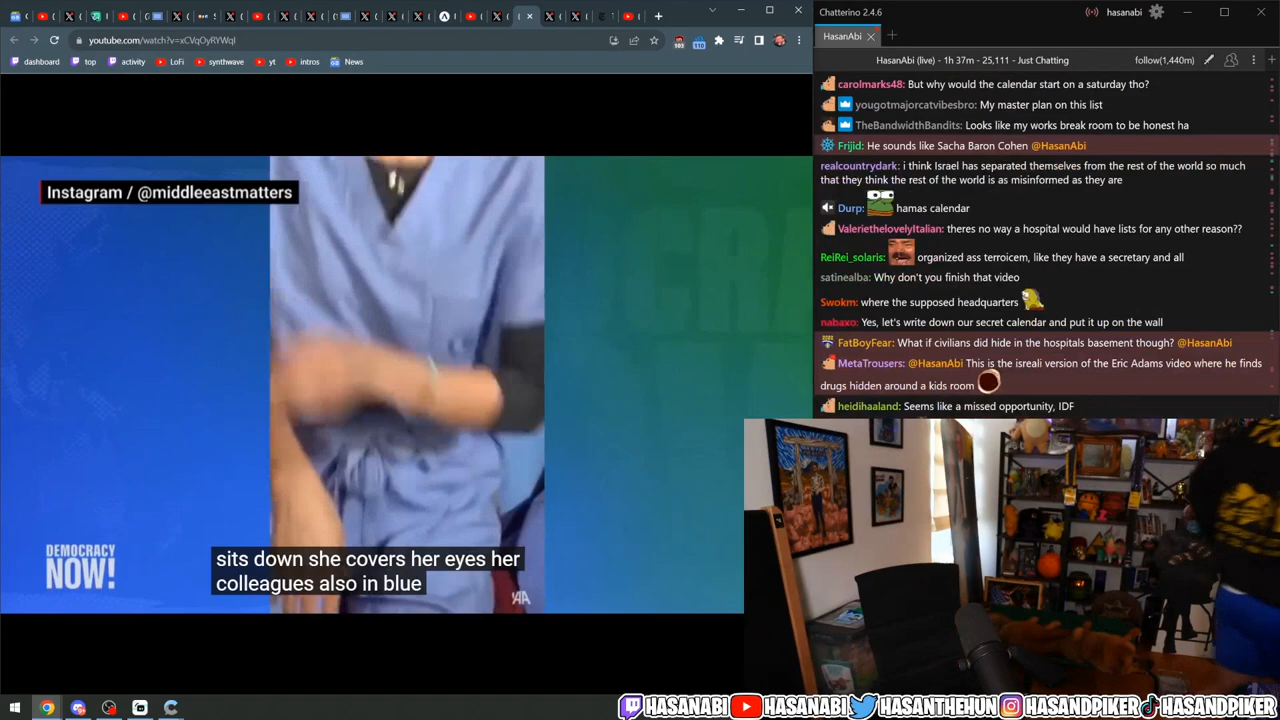 Chatterino 2.4.6
hasanabi
youtube.com/watch?v=xCVqOyRYWqI
HasanAbi
dashboard
top
activity
LoFi
synthwave
yt
intros
News
HasanAbi (live) - 1h 37m - 25,111 - Just Chatting
follow(1,440m)
carolmarks48: But why would the calendar start on a saturday tho?
yougotmajorcatvibesbro: My master plan on this list
TheBandwidthBandits: Looks like my works break room to be honest ha
Frijid: He sounds like Sacha Baron Cohen @HasanAbi
realcountrydark: i think Israel has separated themselves from the rest of the world so much
that they think the rest of the world is as misinformed as they are
Durp: hamas calendar
ValerietheloveIyItalian: theres no way a hospital would have lists for any other reason??
ReiRei_solaris: organized ass terroicem, like they have a secretary and all
satinealba: Why don't you finish that video
Swokm: where the supposed headquarters
nabaxo: Yes, let's write down our secret calendar and put it up on the wall
FatBoyFear: What if civilians did hide in the hospitals basement though? @HasanAbi
MetaTrousers: @HasanAbi This is the isreali version of the Eric Adams video where he finds
drugs hidden around a kids room
heidihaaland: Seems like a missed opportunity, IDF
Instagram / @middleeastmatters
sits down she covers her eyes her
colleagues also in blue
DEMOCRACY
NOW!
HASANABI
HASANABI
HASANTHEHUN
HASANDPIKER
HASANDPIKER